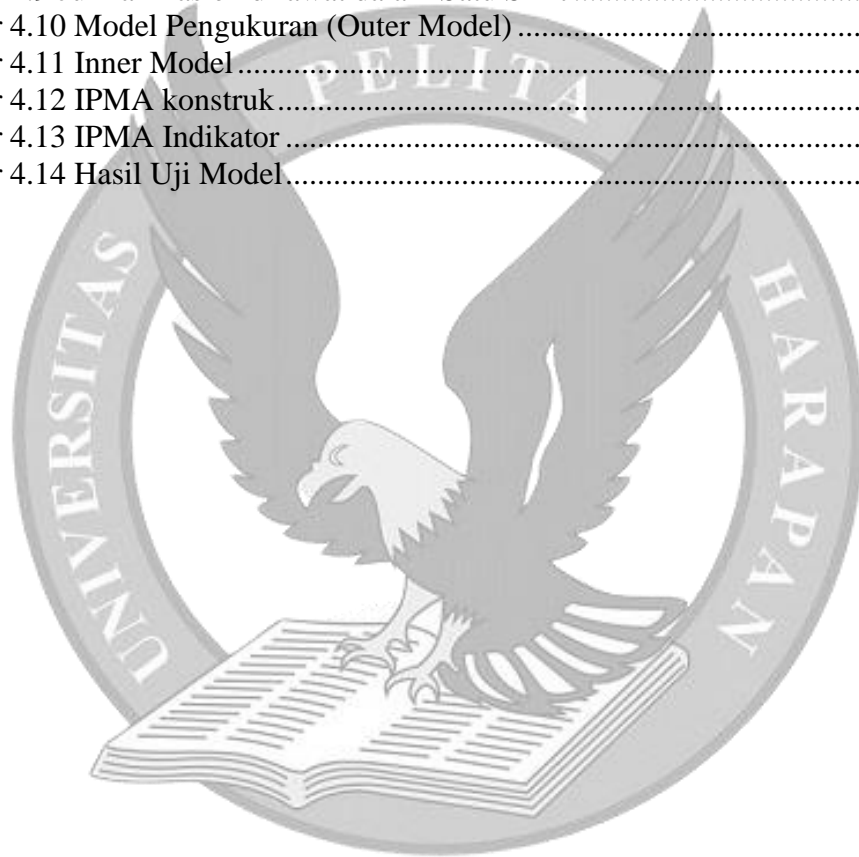 4.10 Model Pengukuran (Outer Model)
4.11 Inner Model
4.12 IPMA konstruk
4.13 IPMA Indikator
4.14 Hasil Uji Model
UNIVERSITAS PELITA HARAPAN